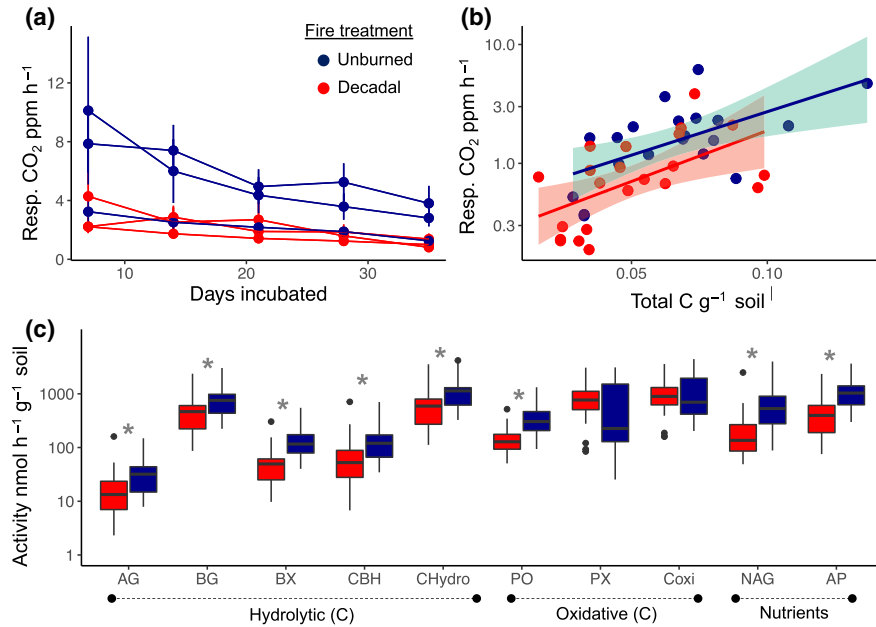 (a)
Fire treatment
Unburned
Decadal
Resp. CO₂ ppm h⁻¹
12
8
4
0
10 20 30
Days incubated
(b)
Resp. CO₂ ppm h⁻¹
10.0
3.0
1.0
0.3
0.05 0.10
Total C g⁻¹ soil
(c)
Activity nmol h⁻¹ g⁻¹ soil
1000
100
10
1
* * * * * * * *
AG BG BX CBH CHydro PO PX Coxi NAG AP
Hydrolytic (C) Oxidative (C) Nutrients